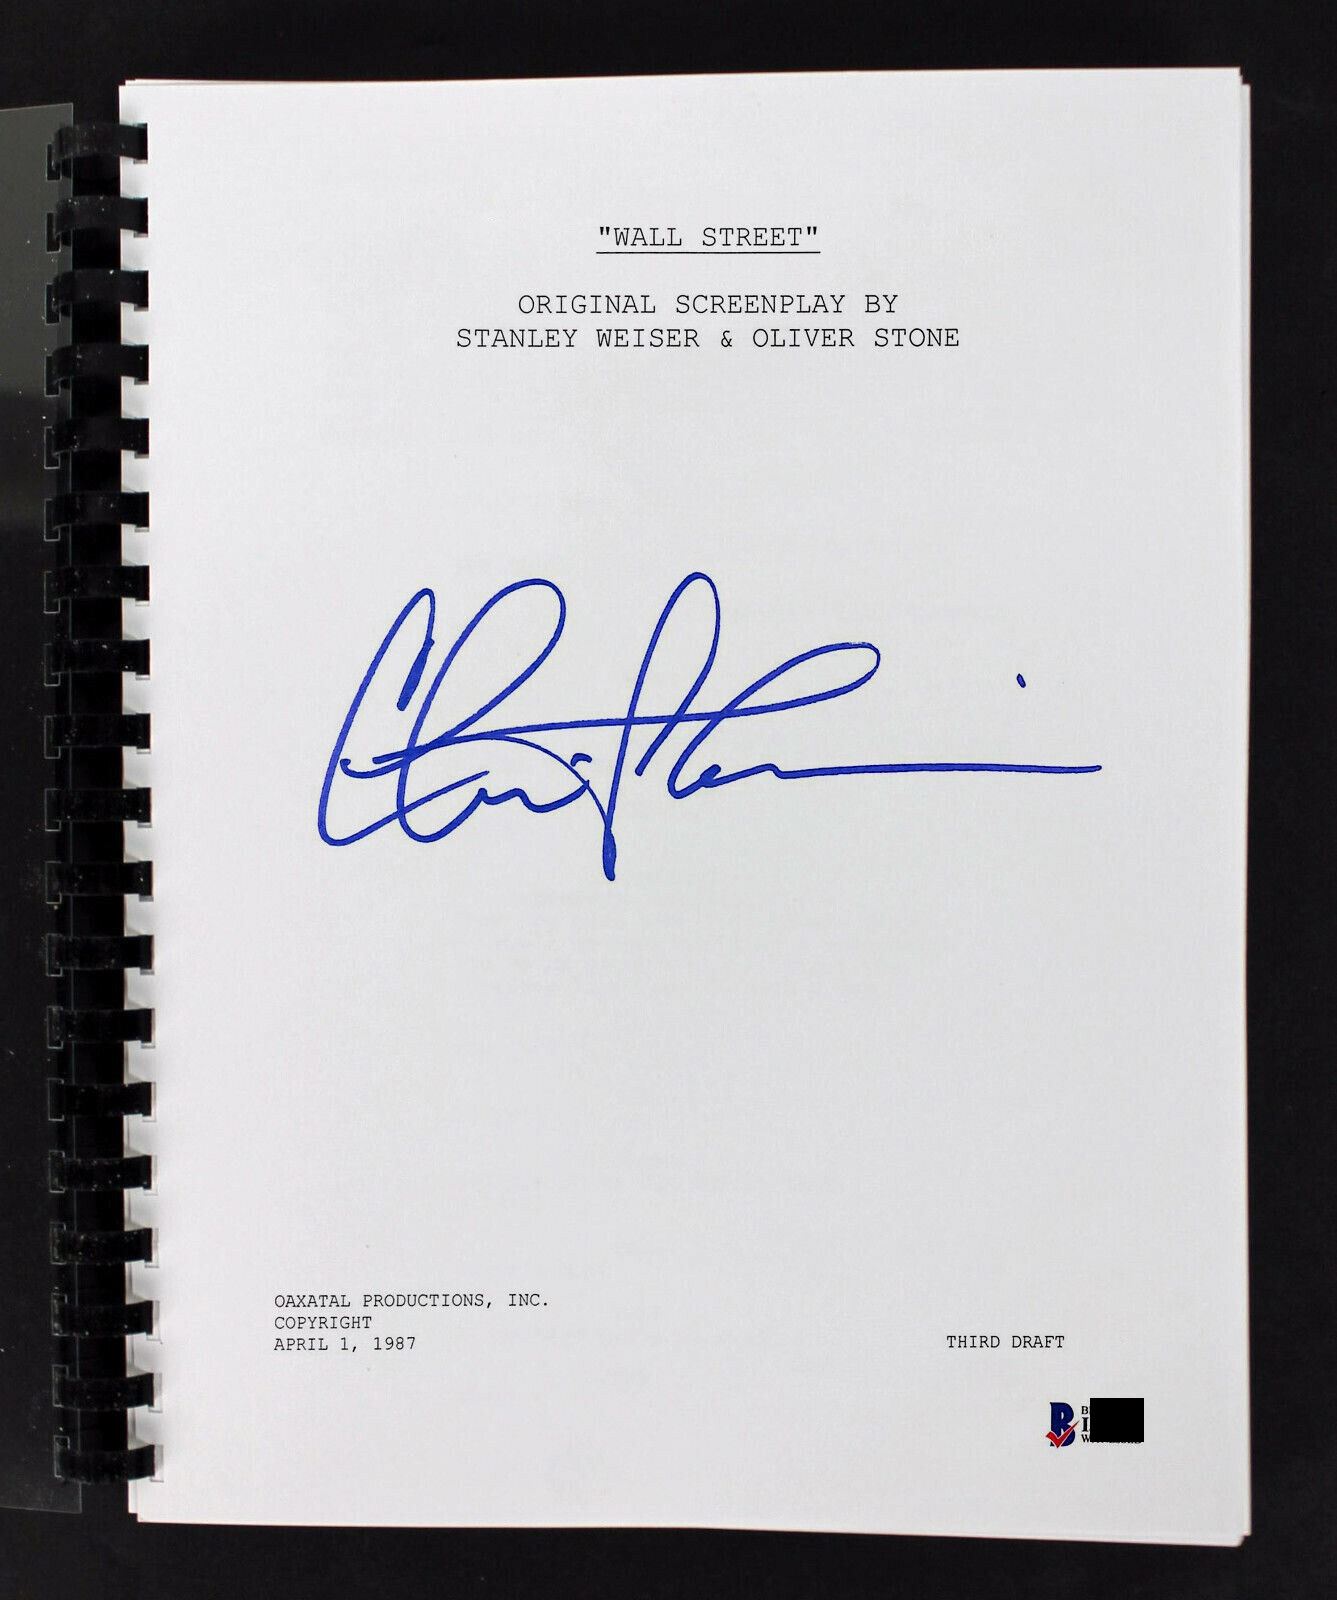 "WALL STREET"
ORIGINAL SCREENPLAY BY
STANLEY WEISER & OLIVER STONE
OAXATAL PRODUCTIONS, INC.
COPYRIGHT
APRIL 1, 1987
THIRD DRAFT